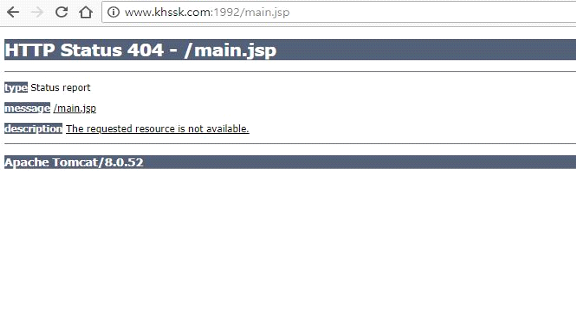 www.khssk.com:1992/main.jsp
HTTP Status 404 - /main.jsp
type Status report
message /main.jsp
description The requested resource is not available.
Apache Tomcat/8.0.52